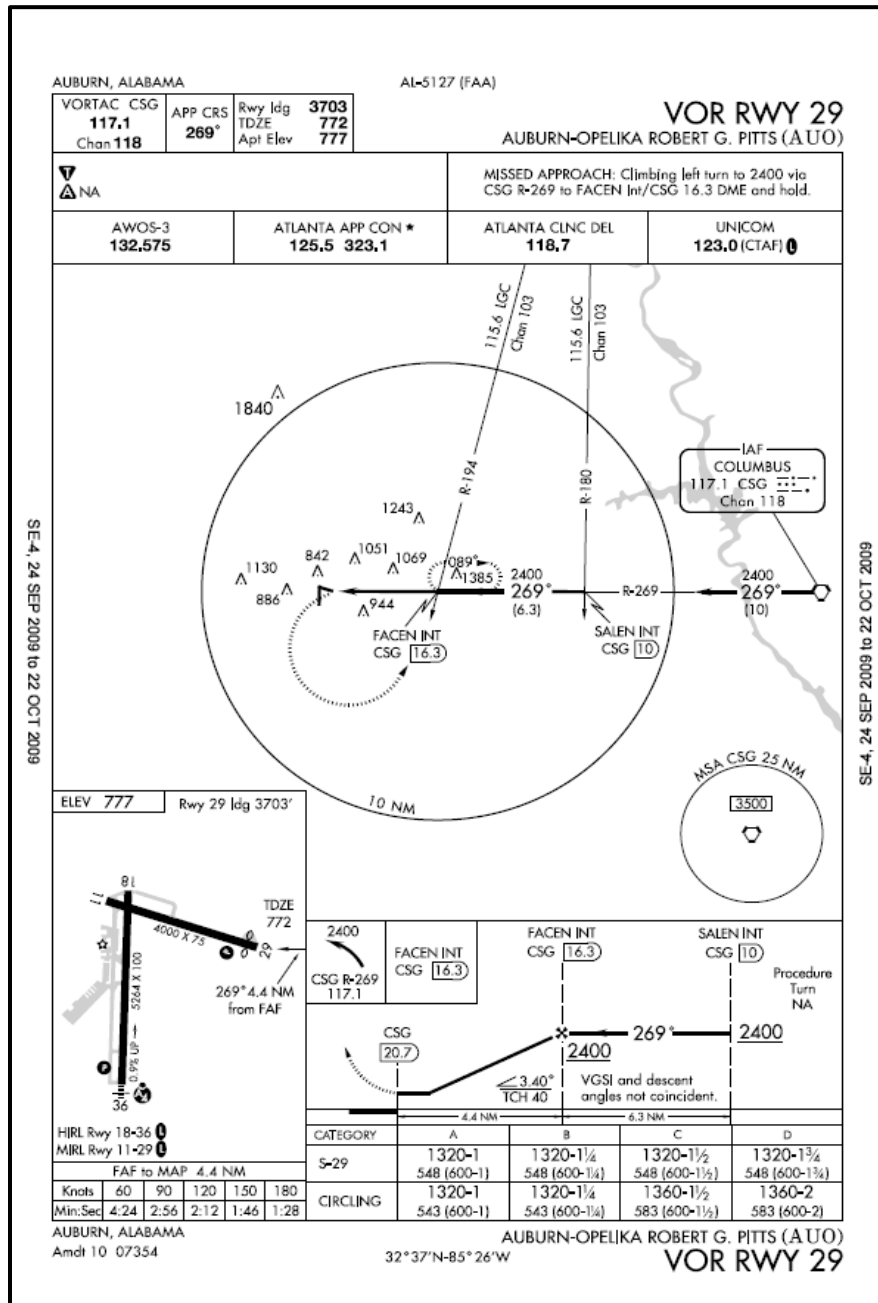 AUBURN, ALABAMA
AL-5127 (FAA)
VORTAC CSG
117.1
Chan 118
APP CRS
269°
Rwy ldg 3703
TDZE 772
Apt Elev 777
VOR RWY 29
AUBURN-OPELIKA ROBERT G. PITTS (AUO)
T
A NA
MISSED APPROACH: Climbing left turn to 2400 via
CSG R-269 to FACEN Int/CSG 16.3 DME and hold.
AWOS-3
132.575
ATLANTA APP CON ★
125.5 323.1
ATLANTA CLNC DEL
118.7
UNICOM
123.0 (CTAF) L
115.6 LGC
Chan 103
115.6 LGC
Chan 103
R-194
R-180
1840
1243
1051
1069
842
1130
886
944
089°
1385
2400
269°
(6.3)
R-269
2400
269°
(10)
IAF
COLUMBUS
117.1 CSG
Chan 118
FACEN INT
CSG 16.3
SALEN INT
CSG 10
10 NM
MSA CSG 25 NM
3500
SE-4, 24 SEP 2009 to 22 OCT 2009
SE-4, 24 SEP 2009 to 22 OCT 2009
ELEV 777
Rwy 29 ldg 3703'
18
11
4000 X 75
TDZE
772
29
5264 X 100
0.9% UP
269° 4.4 NM
from FAF
P
36
A
HIRL Rwy 18-36 L
MIRL Rwy 11-29 L
FAF to MAP 4.4 NM
Knots 60 90 120 150 180
Min:Sec 4:24 2:56 2:12 1:46 1:28
2400
CSG R-269
117.1
FACEN INT
CSG 16.3
FACEN INT
CSG 16.3
SALEN INT
CSG 10
Procedure
Turn
NA
CSG
20.7
269°
2400
2400
3.40°
TCH 40
VGSI and descent
angles not coincident.
4.4 NM
6.3 NM
CATEGORY A B C D
S-29 1320-1 1320-1¼ 1320-1½ 1320-1¾
548 (600-1) 548 (600-1¼) 548 (600-1½) 548 (600-1¾)
CIRCLING 1320-1 1320-1¼ 1360-1½ 1360-2
543 (600-1) 543 (600-1¼) 583 (600-1½) 583 (600-2)
AUBURN, ALABAMA
Amdt 10 07354
32°37'N-85°26'W
AUBURN-OPELIKA ROBERT G. PITTS (AUO)
VOR RWY 29